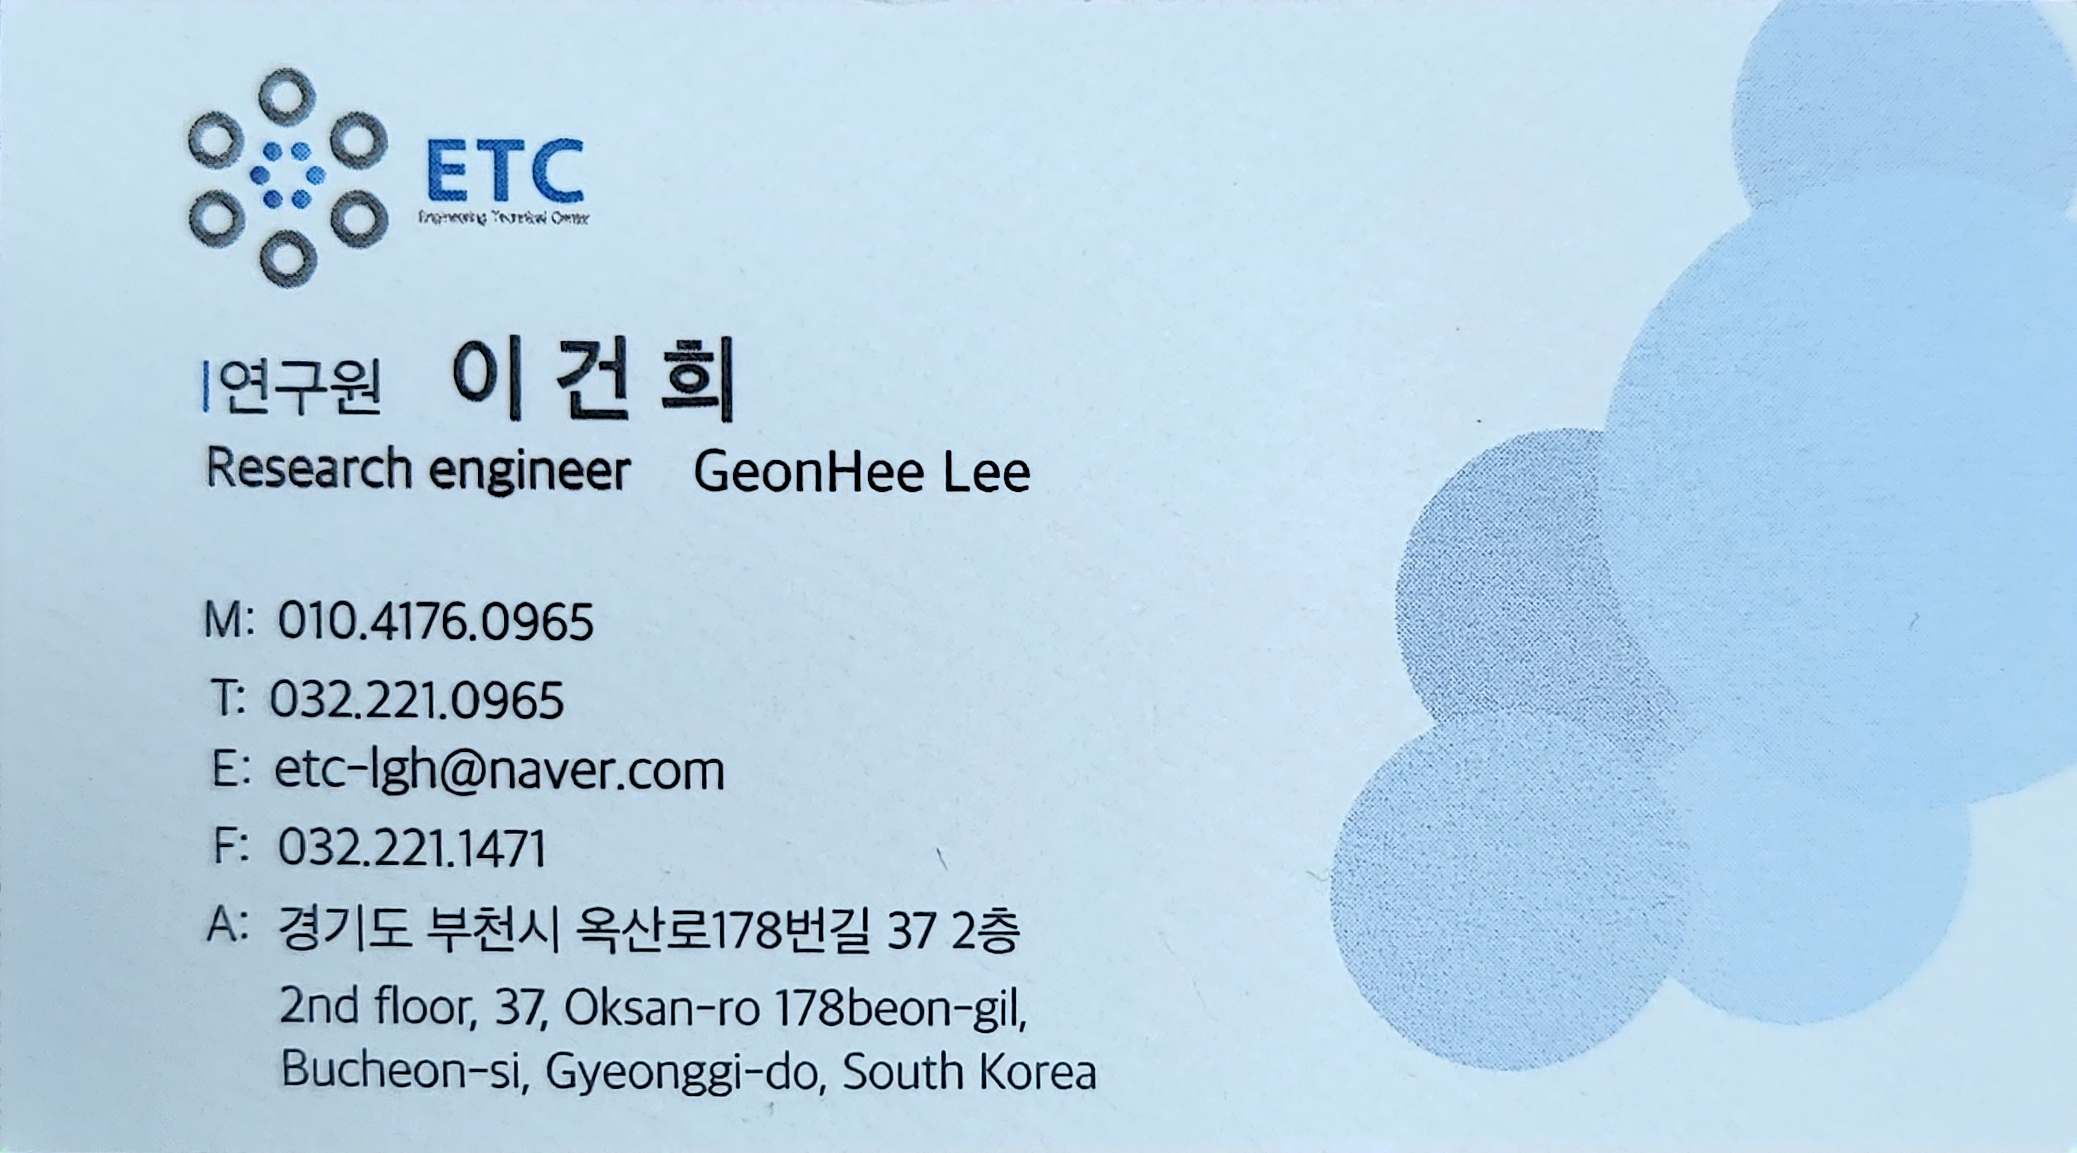 ETC
Engineering Technical Center
연구원 이건희
Research engineer GeonHee Lee
M: 010.4176.0965
T: 032.221.0965
E: etc-lgh@naver.com
F: 032.221.1471
A: 경기도 부천시 옥산로178번길 37 2층
2nd floor, 37, Oksan-ro 178beon-gil,
Bucheon-si, Gyeonggi-do, South Korea